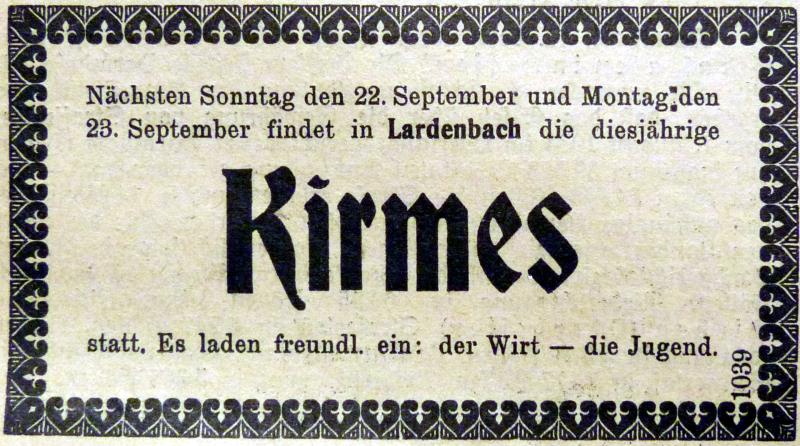 Nächsten Sonntag den 22. September und Montag den
23. September findet in Lardenbach die diesjährige
Kirmes
statt. Es laden freundl. ein: der Wirt — die Jugend.
1039